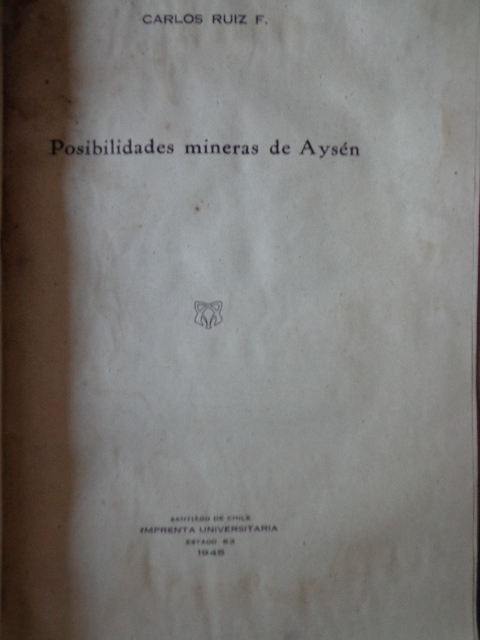 CARLOS RUIZ F.
Posibilidades mineras de Aysén
SANTIAGO DE CHILE
IMPRENTA UNIVERSITARIA
ESTADO 63
1945